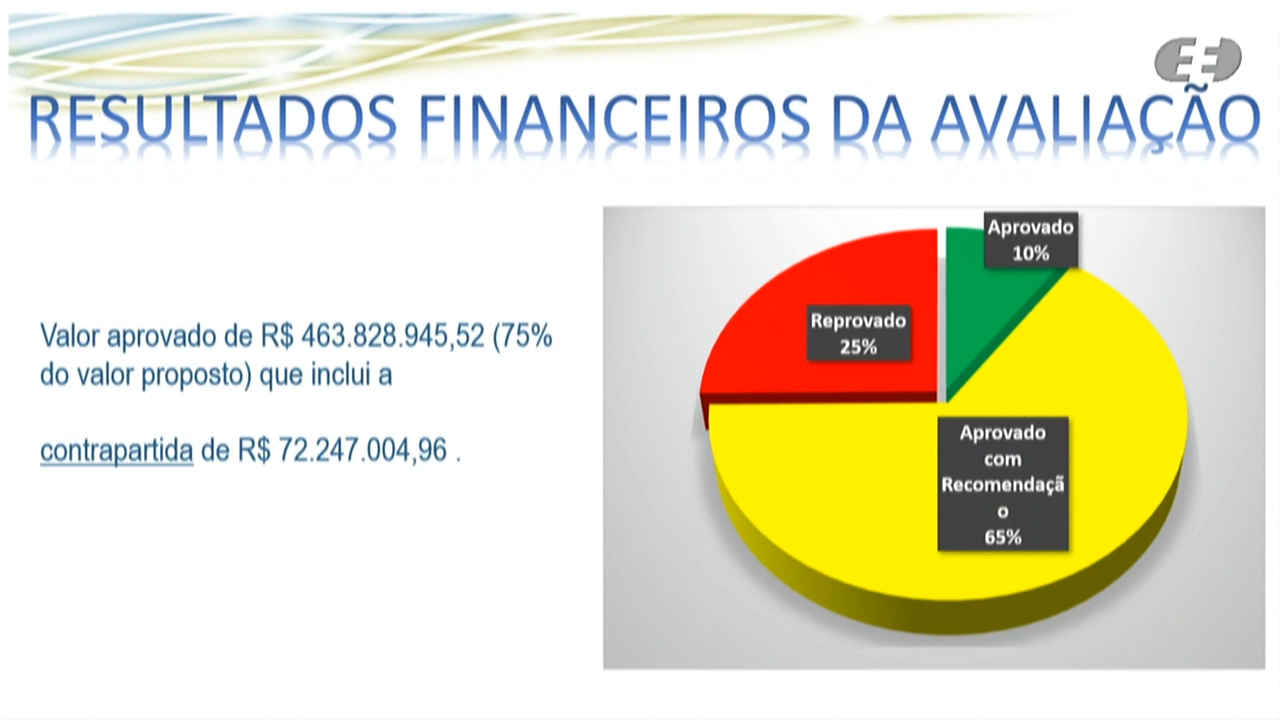 RESULTADOS FINANCEIROS DA AVALIAÇÃO
Valor aprovado de R$ 463.828.945,52 (75%
do valor proposto) que inclui a
contrapartida de R$ 72.247.004,96 .
Aprovado
10%
Reprovado
25%
Aprovado
com
Recomendaçã
o
65%